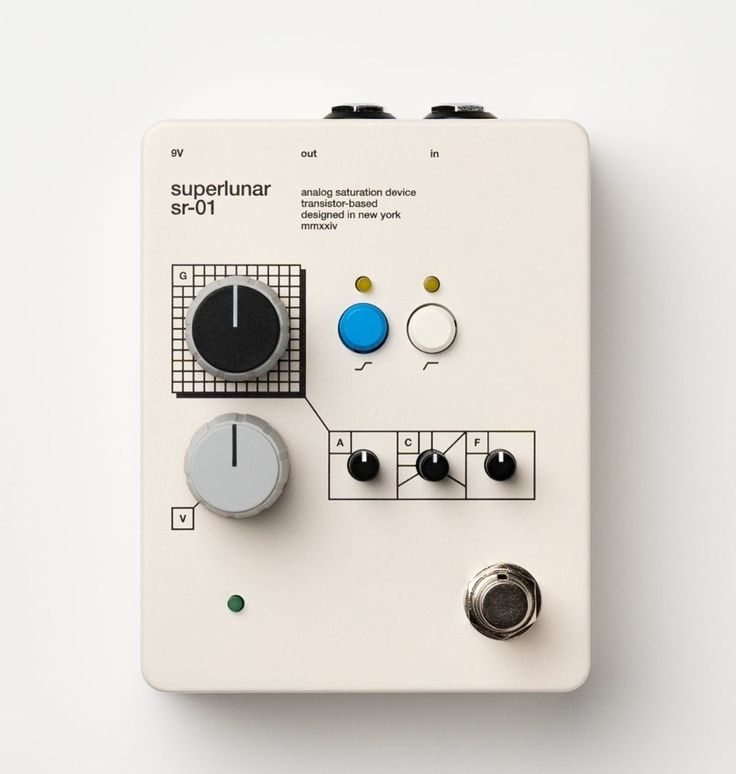 9V
out
in
superlunar
sr-01
analog saturation device
transistor-based
designed in new york
mmxxiv
G
A
C
F
V